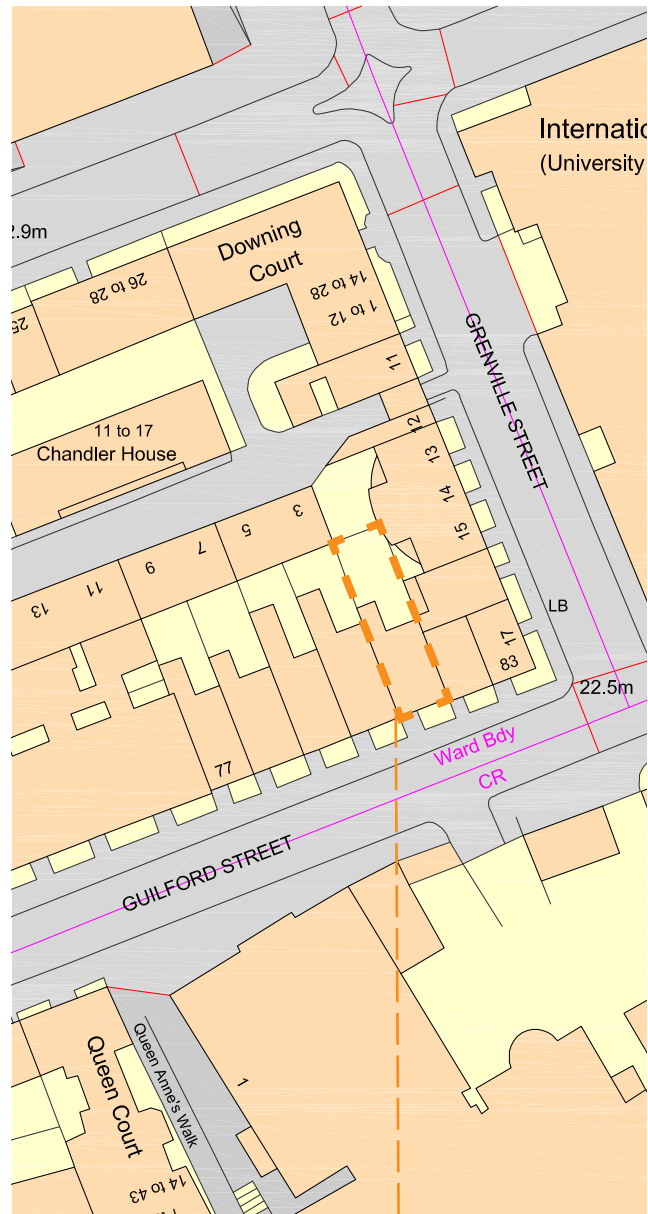 Internatio
(University
2.9m
Downing
Court
26 to 28
14 to 28
1 to 12
25
GRENVILLE STREET
11
12
11 to 17
Chandler House
13
14
15
3
5
7
9
11
13
LB
17
83
22.5m
Ward Bdy
CR
77
GUILFORD STREET
Queen Court
Queen Anne's Walk
1
14 to 43